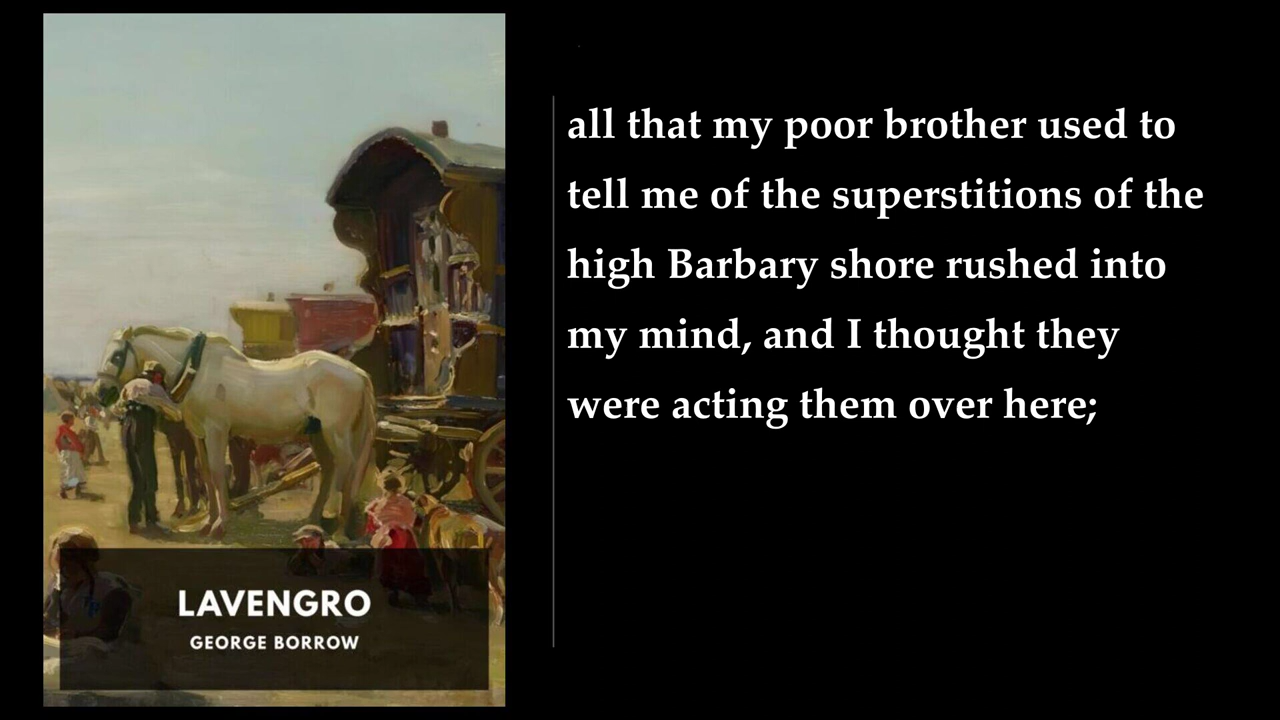 LAVENGRO
GEORGE BORROW
all that my poor brother used to
tell me of the superstitions of the
high Barbary shore rushed into
my mind, and I thought they
were acting them over here;